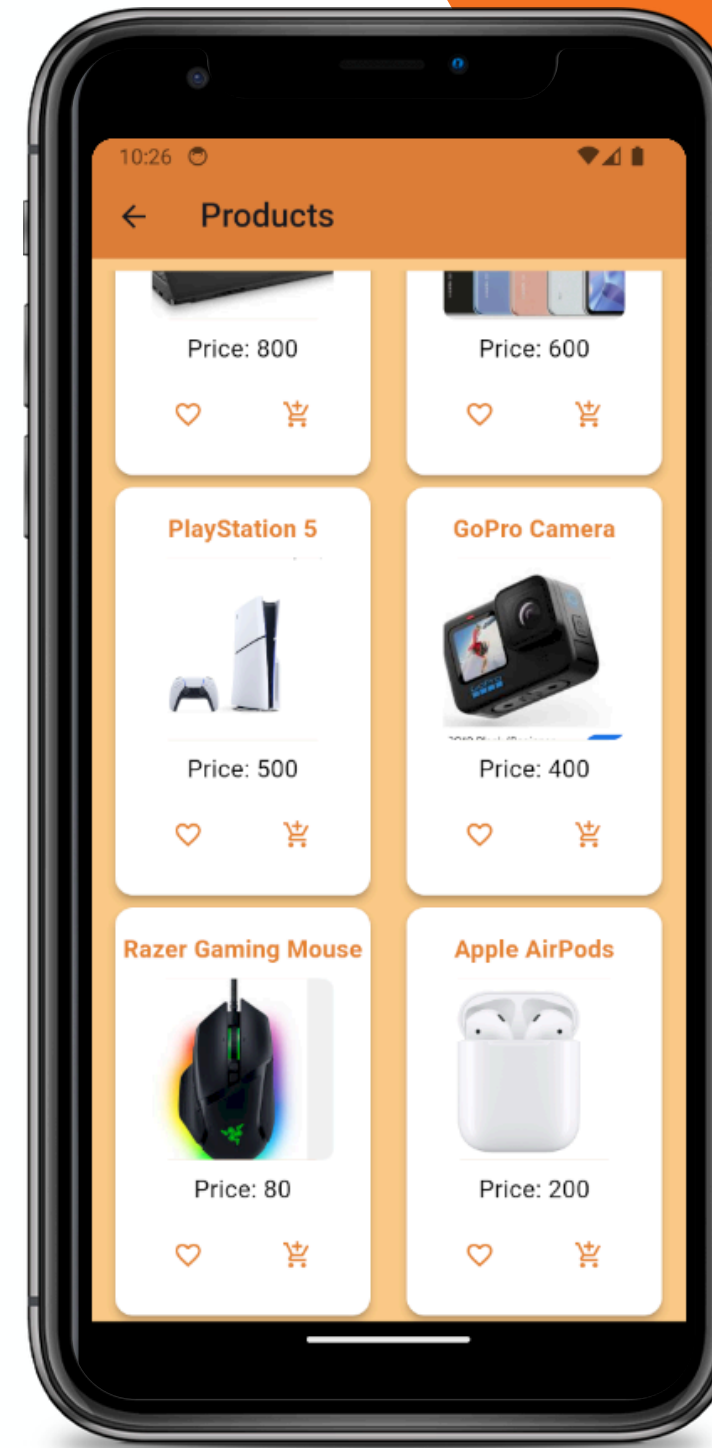 10:26
Products
Price: 800 Price: 600
PlayStation 5 GoPro Camera
GoPro
Price: 500 Price: 400
Razer Gaming Mouse Apple AirPods
Price: 80 Price: 200